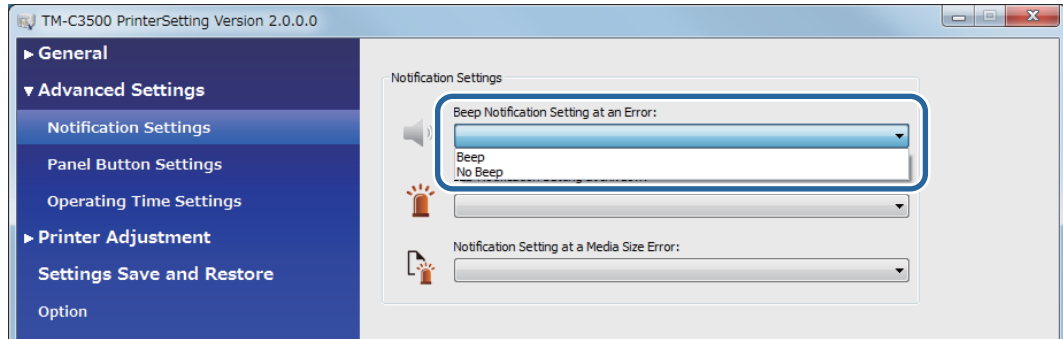 TM-C3500 PrinterSetting Version 2.0.0.0
General
Advanced Settings
Notification Settings
Panel Button Settings
Operating Time Settings
Printer Adjustment
Settings Save and Restore
Option
Notification Settings
Beep Notification Setting at an Error:
Beep
No Beep
Notification Setting at a Media Size Error: